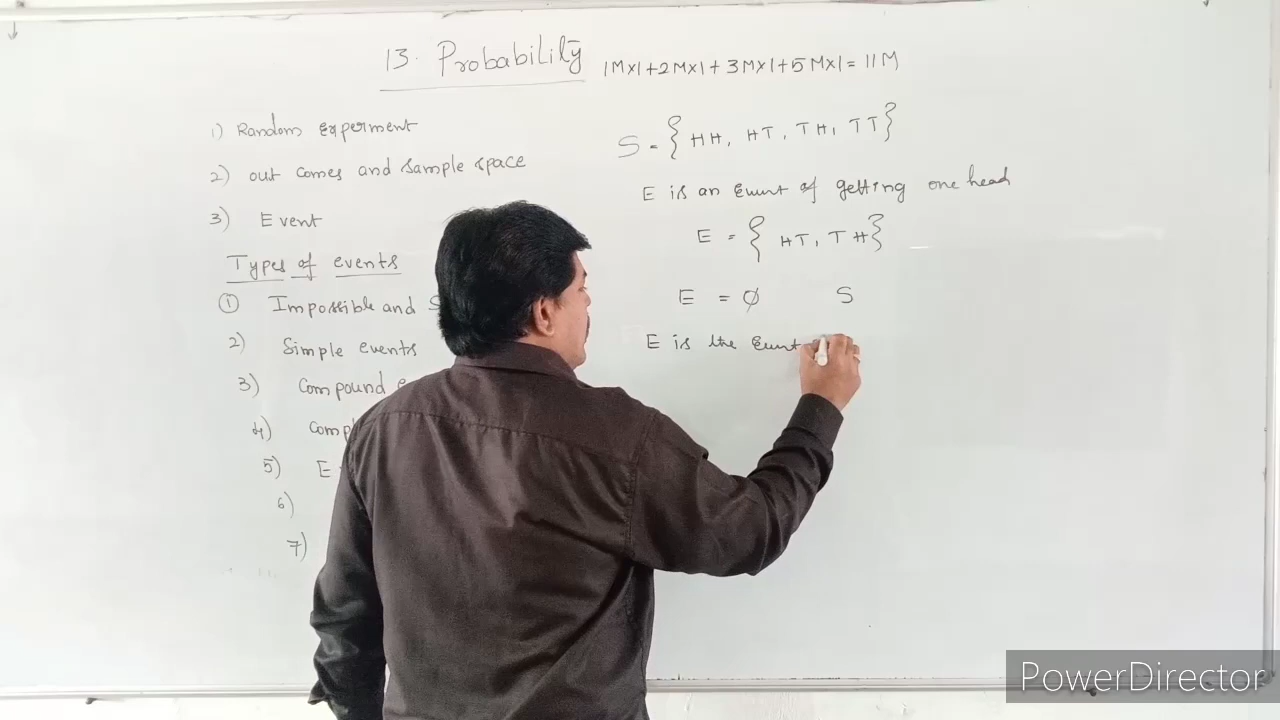 13. Probability 1M×1+2M×1+3M×1+5M×1=11M
1) Random experment
2) out comes and sample space
3) Event
Types of events
① Impossible and S
2) Simple events
3) Compound e
4) Comp
5) E
6)
7)
S = { HH, HT, TH, TT }
E is an Event of getting one head
E = { HT, TH }
E = ϕ S
E is the Event
PowerDirector